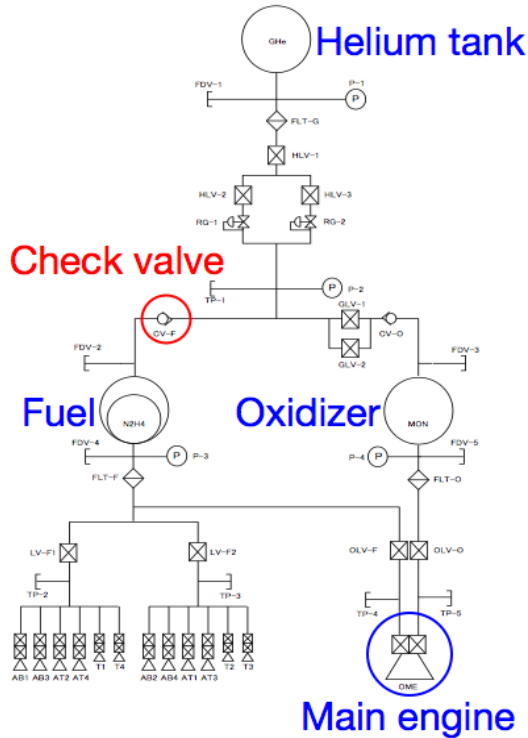 GHe
Helium tank
FDV-1
P-1
P
FLT-G
HLV-1
HLV-2
HLV-3
RG-1
RG-2
Check valve
P
P-2
TP-1
GLV-1
CV-F
CV-O
GLV-2
FDV-2
FDV-3
Fuel
Oxidizer
N2H4
MON
FDV-4
FDV-5
P
P-3
P-4
P
FLT-F
FLT-O
LV-F1
LV-F2
OLV-F
OLV-O
TP-2
TP-3
TP-4
TP-5
AB1 AB3 AT2 AT4 T1 T4
AB2 AB4 AT1 AT3 T2 T3
OME
Main engine